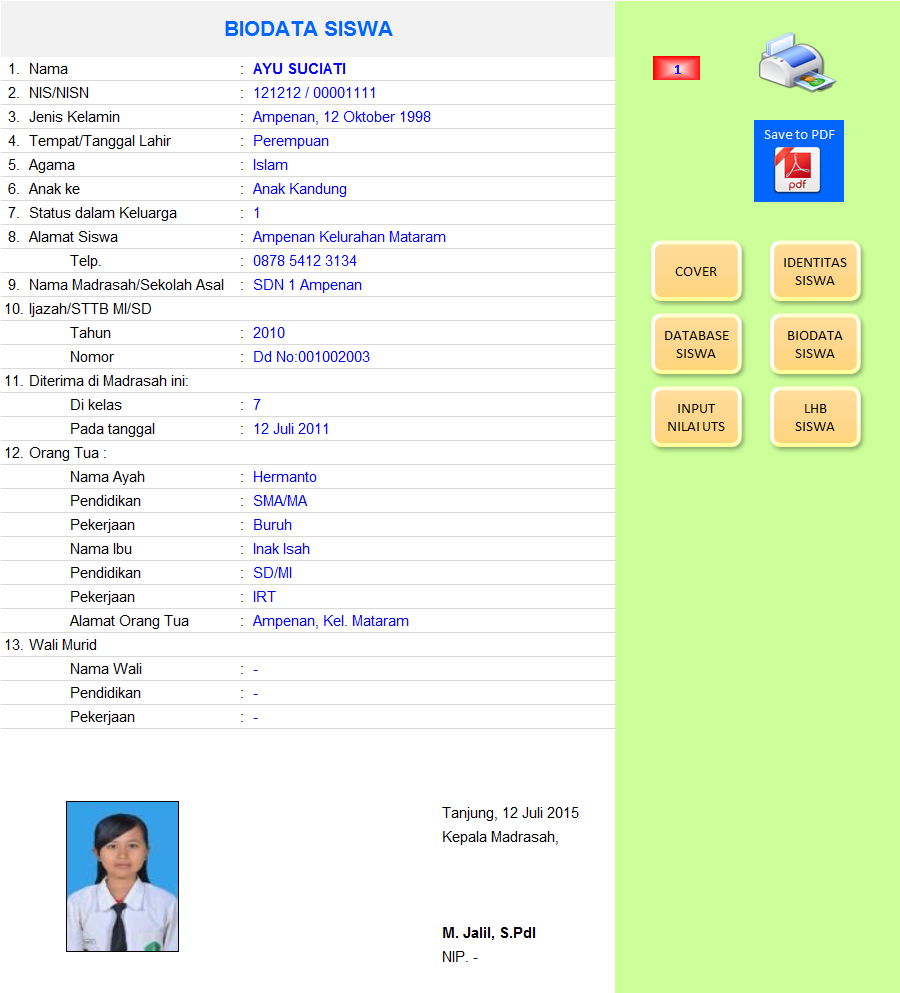 BIODATA SISWA
1. Nama : AYU SUCIATI
2. NIS/NISN : 121212 / 00001111
3. Jenis Kelamin : Ampenan, 12 Oktober 1998
4. Tempat/Tanggal Lahir : Perempuan
5. Agama : Islam
6. Anak ke : Anak Kandung
7. Status dalam Keluarga : 1
8. Alamat Siswa : Ampenan Kelurahan Mataram
Telp. : 0878 5412 3134
9. Nama Madrasah/Sekolah Asal : SDN 1 Ampenan
10. Ijazah/STTB MI/SD
Tahun : 2010
Nomor : Dd No:001002003
11. Diterima di Madrasah ini:
Di kelas : 7
Pada tanggal : 12 Juli 2011
12. Orang Tua :
Nama Ayah : Hermanto
Pendidikan : SMA/MA
Pekerjaan : Buruh
Nama Ibu : Inak Isah
Pendidikan : SD/MI
Pekerjaan : IRT
Alamat Orang Tua : Ampenan, Kel. Mataram
13. Wali Murid
Nama Wali : -
Pendidikan : -
Pekerjaan : -
Tanjung, 12 Juli 2015
Kepala Madrasah,
M. Jalil, S.PdI
NIP. -
1
Save to PDF
pdf
COVER
IDENTITAS
SISWA
DATABASE
SISWA
BIODATA
SISWA
INPUT
NILAI UTS
LHB
SISWA